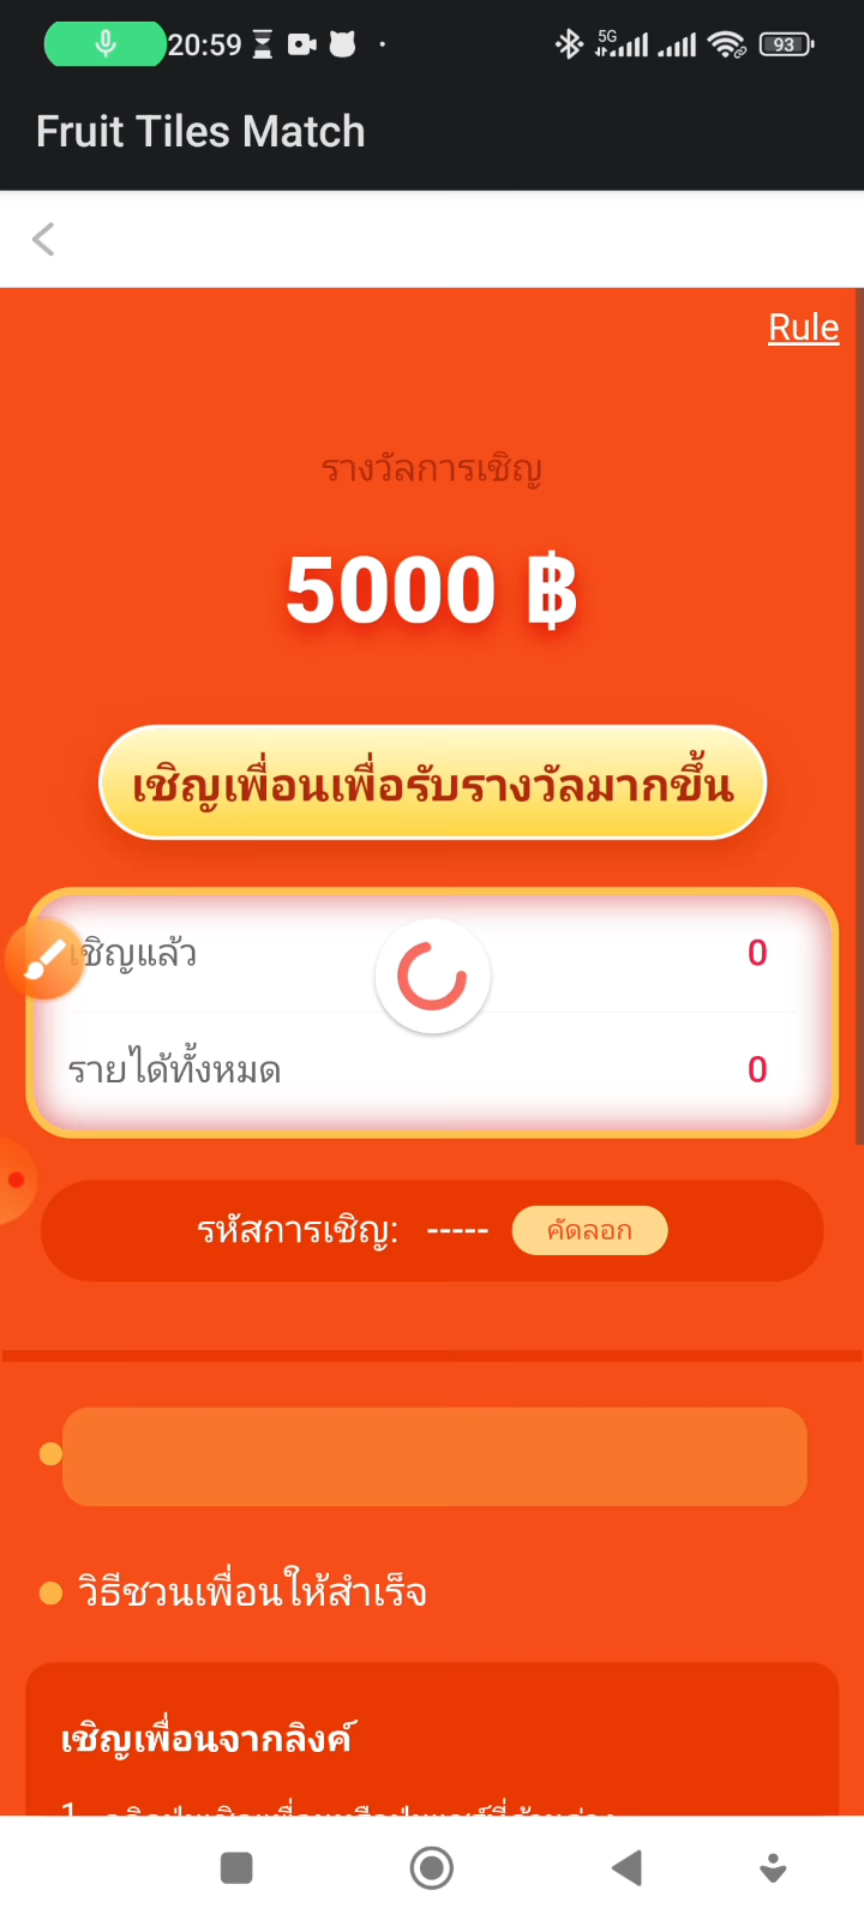 20:59 5G 93
Fruit Tiles Match
Rule
รางวัลการเชิญ
5000 ฿
เชิญเพื่อนเพื่อรับรางวัลมากขึ้น
เชิญแล้ว 0
รายได้ทั้งหมด 0
รหัสการเชิญ: ----- คัดลอก
วิธีชวนเพื่อนให้สำเร็จ
เชิญเพื่อนจากลิงค์